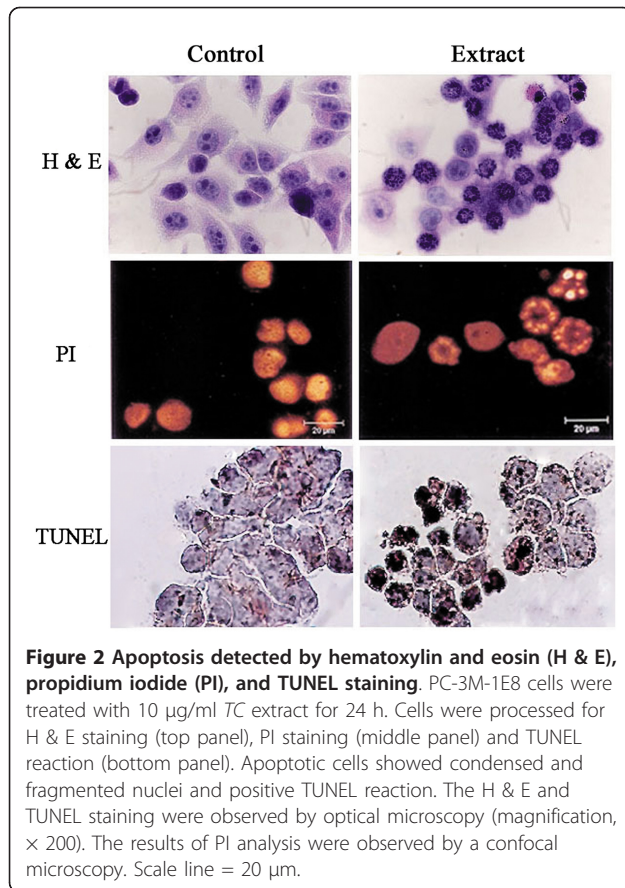 Control Extract
H & E
PI
20 µm
20 µm
TUNEL
Figure 2 Apoptosis detected by hematoxylin and eosin (H & E),
propidium iodide (PI), and TUNEL staining. PC-3M-1E8 cells were
treated with 10 μg/ml TC extract for 24 h. Cells were processed for
H & E staining (top panel), PI staining (middle panel) and TUNEL
reaction (bottom panel). Apoptotic cells showed condensed and
fragmented nuclei and positive TUNEL reaction. The H & E and
TUNEL staining were observed by optical microscopy (magnification,
× 200). The results of PI analysis were observed by a confocal
microscopy. Scale line = 20 μm.